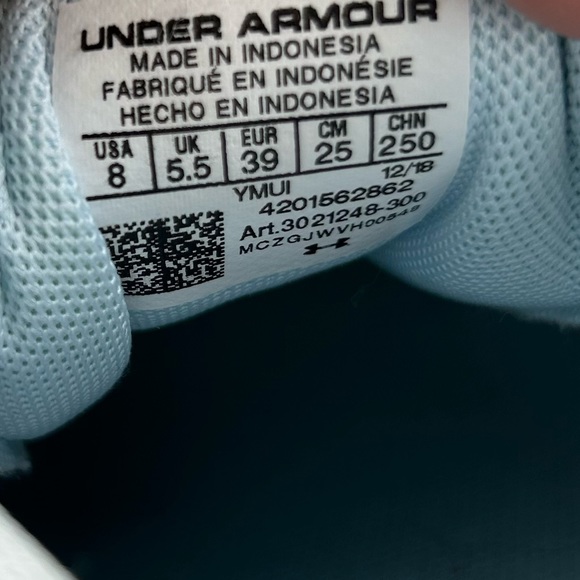 UNDER ARMOUR
MADE IN INDONESIA
FABRIQUÉ EN INDONÉSIE
HECHO EN INDONESIA
USA UK EUR CM CHN
8 5.5 39 25 250
YMUI 12/18
4201562862
Art.3021248-300
MCZGJWVH00849